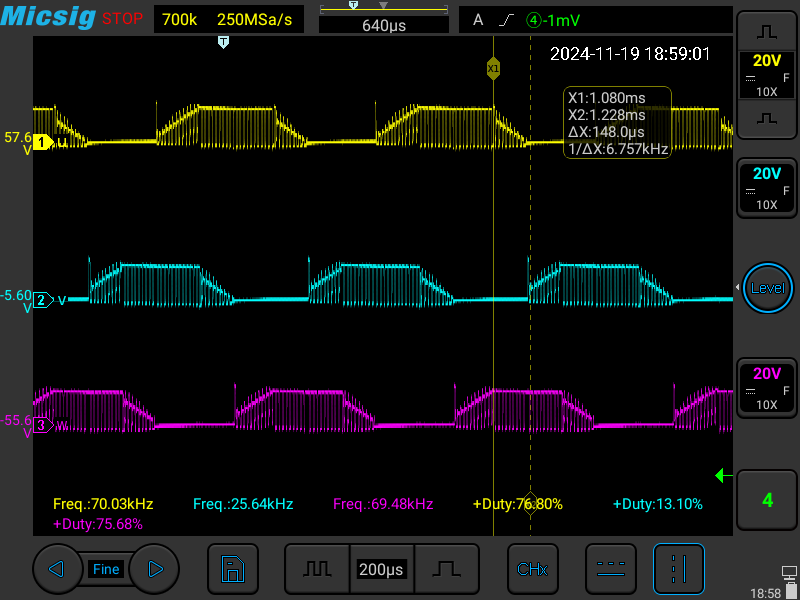 Micsig STOP 700k 250MSa/s 640µs A 4 -1mV
T
2024-11-19 18:59:01
X1
X1:1.080ms
X2:1.228ms
ΔX:148.0µs
1/ΔX:6.757kHz
20V
F
10X
57.6
V
1 U
20V
10X
-5.60
V
2 V
Level
20V
F
10X
-55.6
V
3 W
Freq.:70.03kHz Freq.:25.64kHz Freq.:69.48kHz +Duty:76.80% +Duty:13.10%
+Duty:75.68%
4
Fine 200µs CHx
18:58